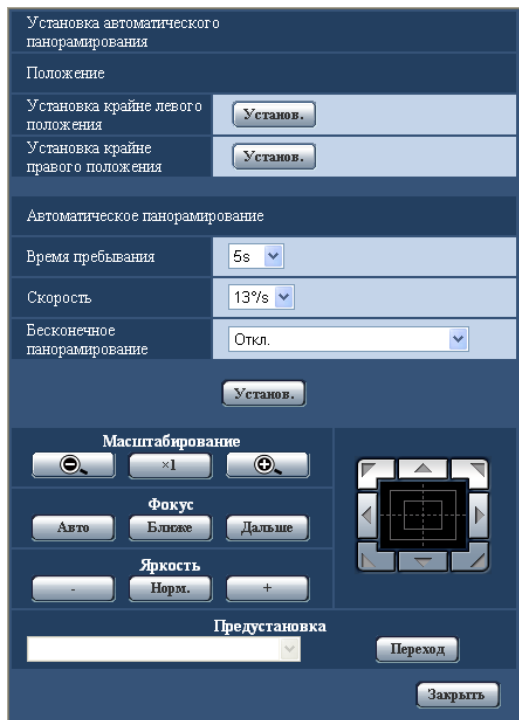 Установка автоматического
панорамирования
Положение
Установка крайне левого
положения
Установ.
Установка крайне
правого положения
Установ.
Автоматическое панорамирование
Время пребывания
5s
Скорость
13°/s
Бесконечное
панорамирование
Откл.
Установ.
Масштабирование
×1
Фокус
Авто Ближе Дальше
Яркость
- Норм. +
Предустановка
Переход
Закрыть